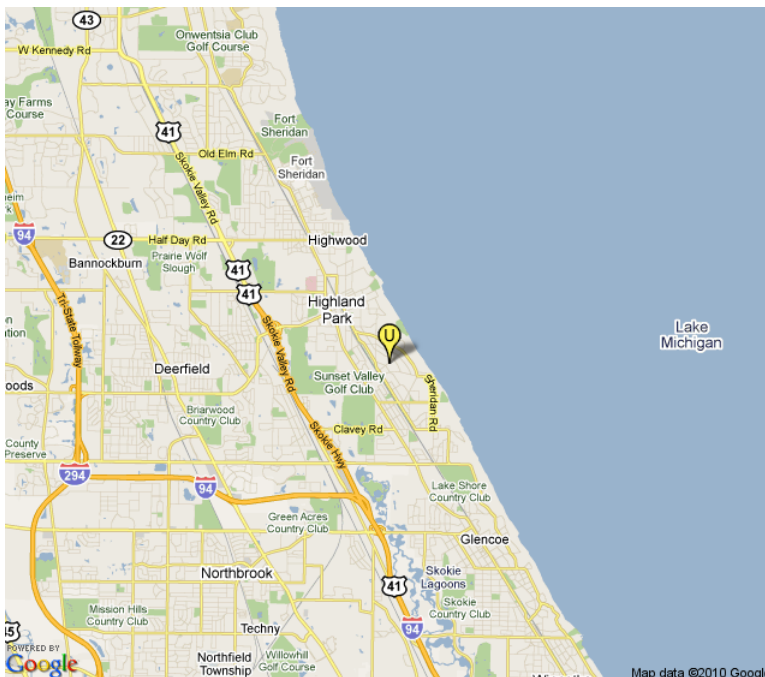 43
Onwentsia Club
Golf Course
W Kennedy Rd
ay Farms
Course
Fort
Sheridan
41
Old Elm Rd
Fort
Sheridan
Skokie Valley Rd
94
22
Half Day Rd
Highwood
Bannockburn
Prairie Wolf
Slough
41
41
Tri-State Tollway
Highland
Park
Skokie Valley Rd
U
Lake
Michigan
Deerfield
Sunset Valley
Golf Club
Sheridan Rd
oods
Briarwood
Country Club
Clavey Rd
Skokie Hwy
County
Preserve
294
94
Lake Shore
Country Club
Green Acres
Country Club
Glencoe
Northbrook
Skokie
Lagoons
41
Mission Hills
Country Club
Skokie
Country Club
Techny
94
45
POWERED BY
Google
Northfield
Township
Willowhill
Golf Course
Map data ©2010 Google